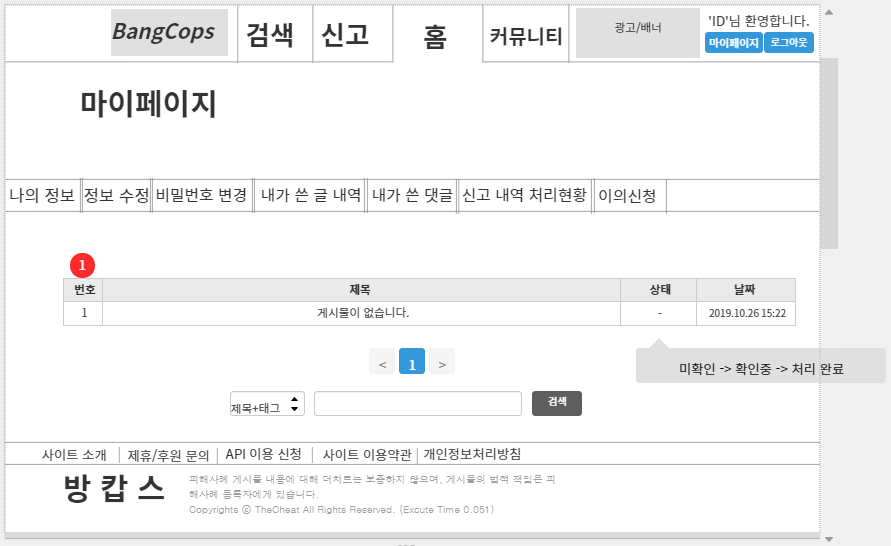 BangCops 검색 신고 홈 커뮤니티 광고/배너 'ID'님 환영합니다.
마이페이지 로그아웃
마이페이지
나의 정보 정보 수정 비밀번호 변경 내가 쓴 글 내역 내가 쓴 댓글 신고 내역 처리현황 이의신청
1
번호 제목 상태 날짜
1 게시물이 없습니다. - 2019.10.26 15:22
< 1 >
미확인 -> 확인중 -> 처리 완료
제목+태그 검색
사이트 소개 제휴/후원 문의 API 이용 신청 사이트 이용약관 개인정보처리방침
방 캅 스
피해사례 게시물 내용에 대해 더치트는 보증하지 않으며, 게시물의 법적 책임은 피
해사례 등록자에게 있습니다.
Copyrights ⓒ TheCheat All Rights Reserved. (Excute Time 0.051)